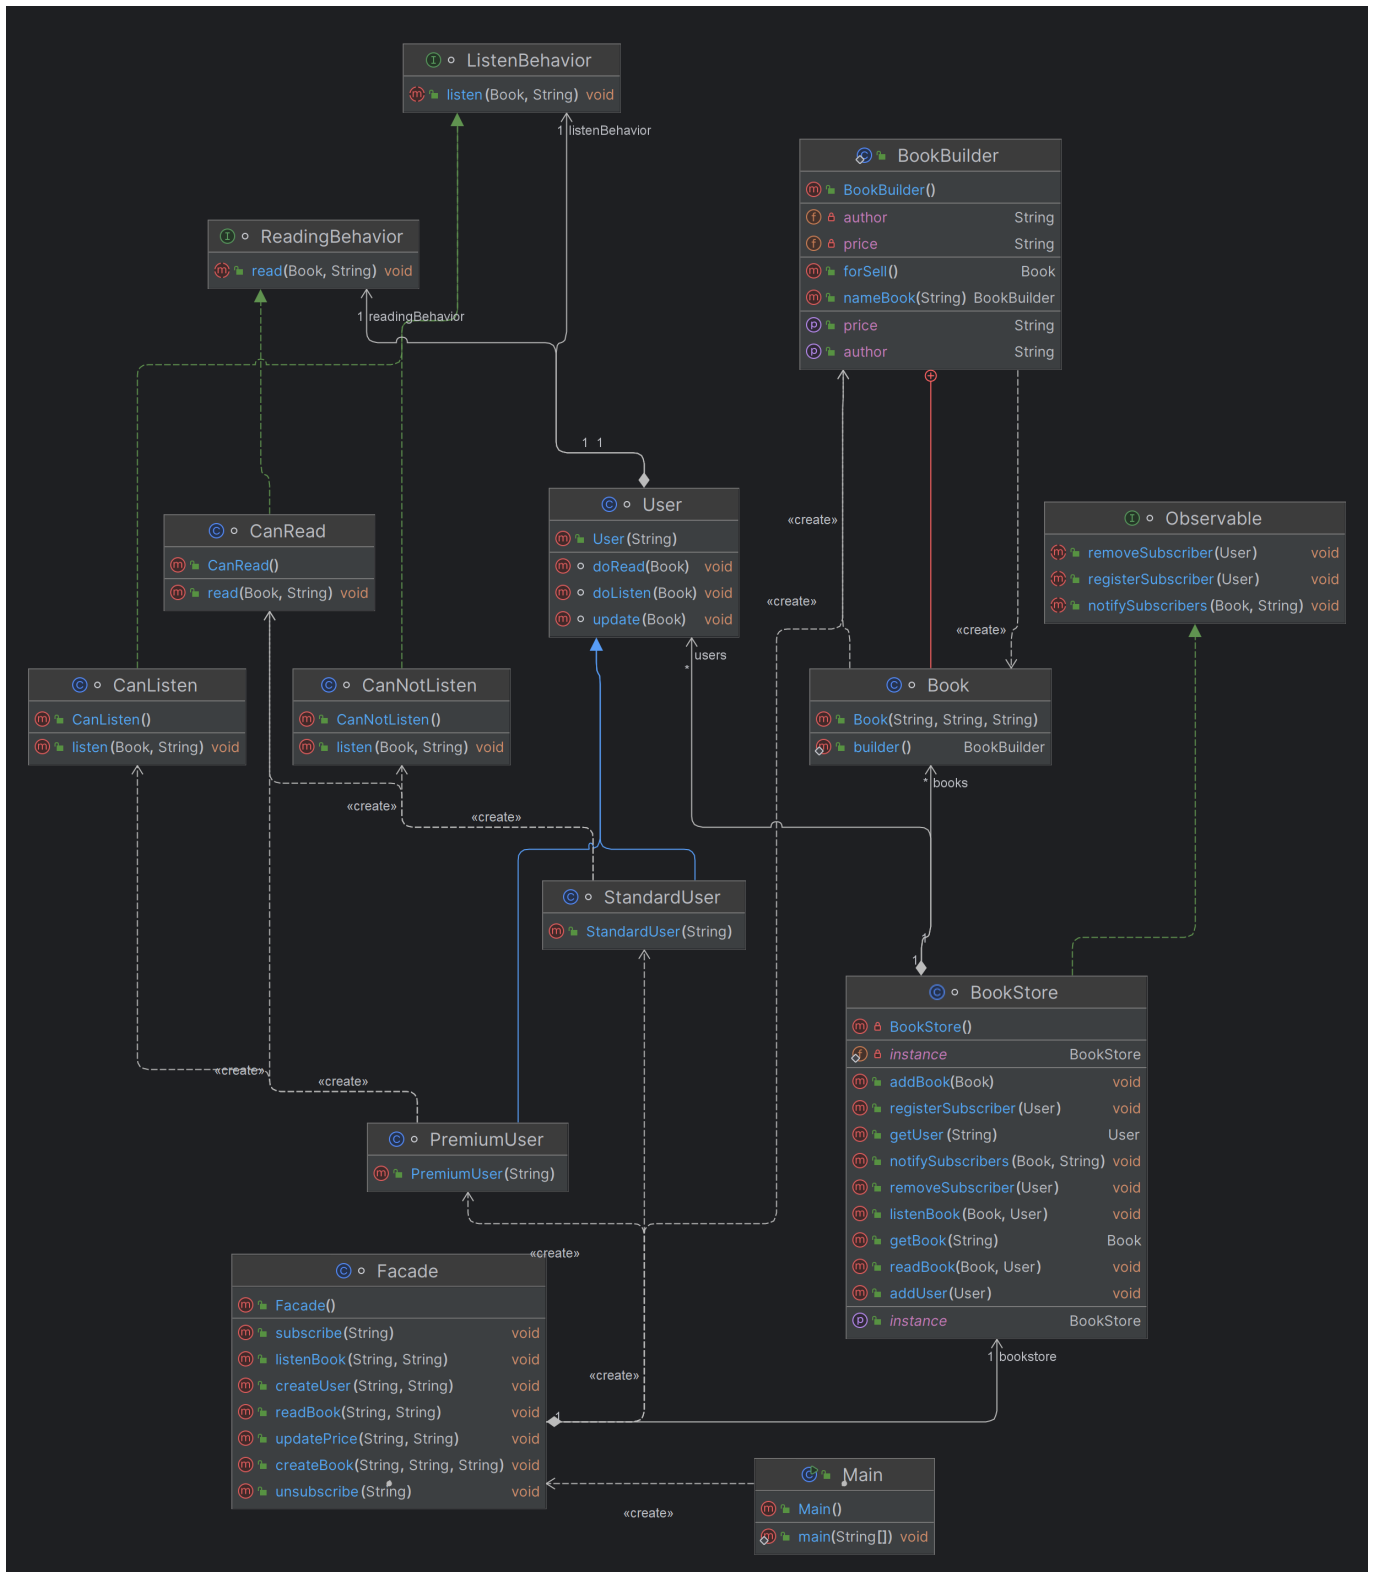 ListenBehavior
listen(Book, String) void
1 listenBehavior
BookBuilder
BookBuilder()
author String
price String
forSell() Book
nameBook(String) BookBuilder
price String
author String
ReadingBehavior
read(Book, String) void
1 readingBehavior
1 1
«create»
«create»
«create»
User
User(String)
doRead(Book) void
doListen(Book) void
update(Book) void
users
*
Observable
removeSubscriber(User) void
registerSubscriber(User) void
notifySubscribers(Book, String) void
CanRead
CanRead()
read(Book, String) void
CanListen
CanListen()
listen(Book, String) void
CanNotListen
CanNotListen()
listen(Book, String) void
Book
Book(String, String, String)
builder() BookBuilder
* books
«create»
«create»
StandardUser
StandardUser(String)
1
1
BookStore
BookStore()
instance BookStore
addBook(Book) void
registerSubscriber(User) void
getUser(String) User
notifySubscribers(Book, String) void
removeSubscriber(User) void
listenBook(Book, User) void
getBook(String) Book
readBook(Book, User) void
addUser(User) void
instance BookStore
1 bookstore
«create»
«create»
PremiumUser
PremiumUser(String)
«create»
Facade
Facade()
subscribe(String) void
listenBook(String, String) void
createUser(String, String) void
readBook(String, String) void
updatePrice(String, String) void
createBook(String, String, String) void
unsubscribe(String) void
«create»
1
«create»
Main
Main()
main(String[]) void